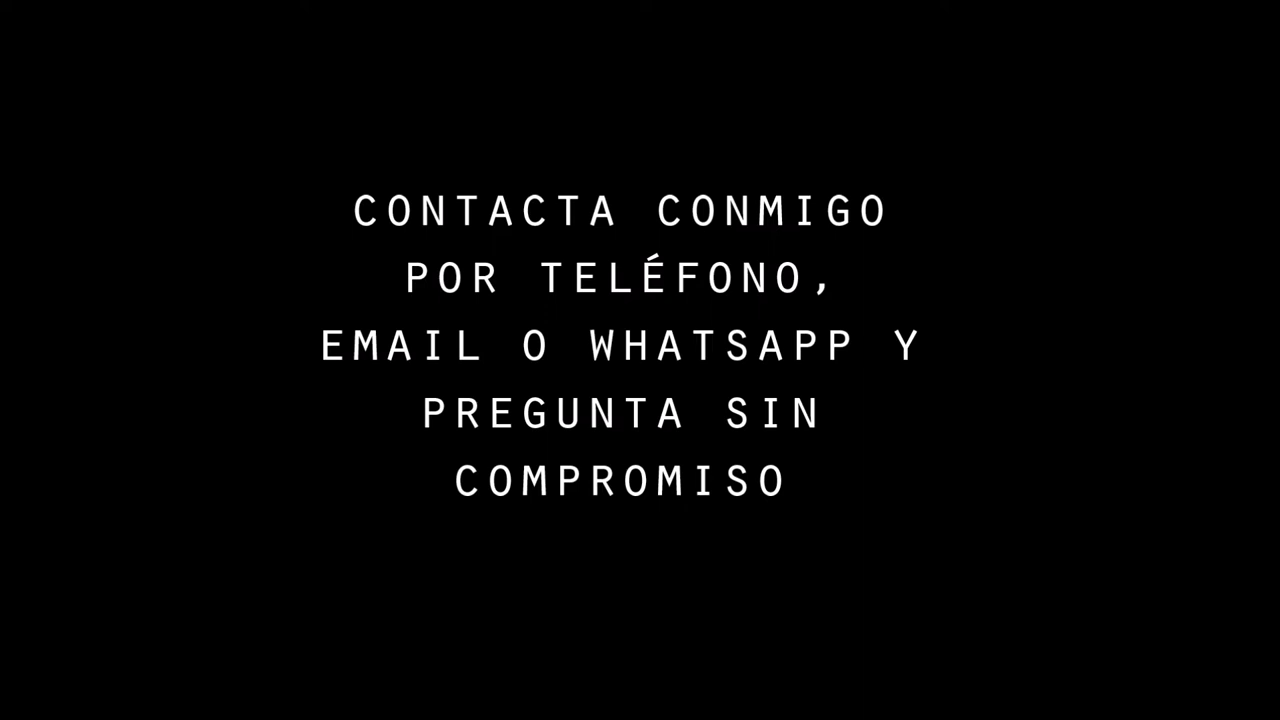 CONTACTA CONMIGO
POR TELÉFONO,
EMAIL O WHATSAPP Y
PREGUNTA SIN
COMPROMISO